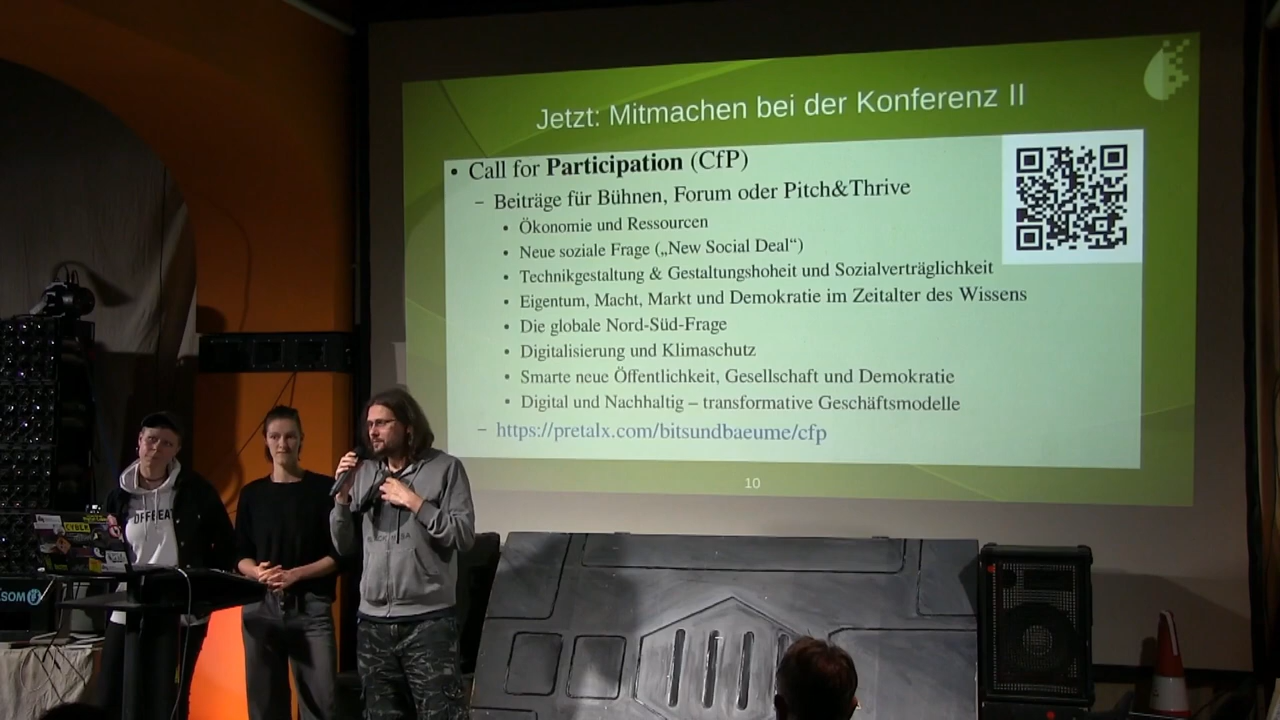 Jetzt: Mitmachen bei der Konferenz II
• Call for Participation (CfP)
– Beiträge für Bühnen, Forum oder Pitch&Thrive
• Ökonomie und Ressourcen
• Neue soziale Frage („New Social Deal“)
• Technikgestaltung & Gestaltungshoheit und Sozialverträglichkeit
• Eigentum, Macht, Markt und Demokratie im Zeitalter des Wissens
• Die globale Nord-Süd-Frage
• Digitalisierung und Klimaschutz
• Smarte neue Öffentlichkeit, Gesellschaft und Demokratie
• Digital und Nachhaltig – transformative Geschäftsmodelle
– https://pretalx.com/bitsundbaeume/cfp
10
OFFBEAT
CYBER
SOM